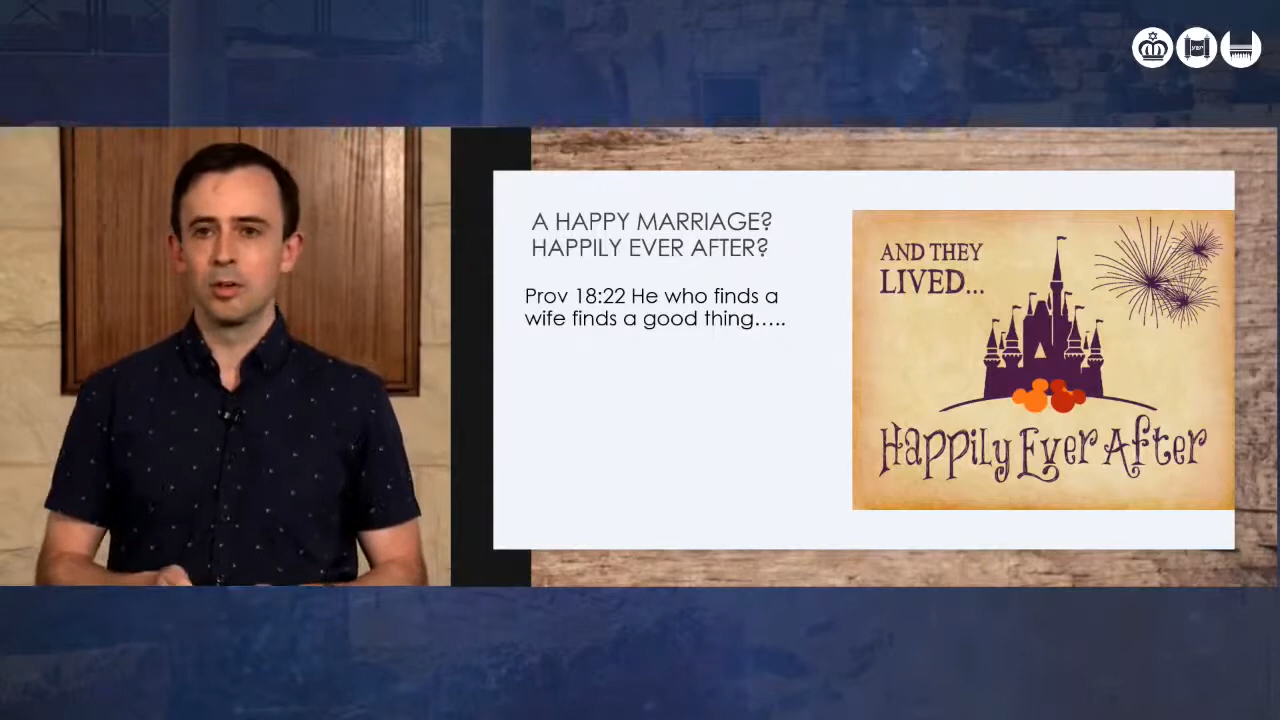 A HAPPY MARRIAGE?
HAPPILY EVER AFTER?
Prov 18:22 He who finds a
wife finds a good thing…..
AND THEY
LIVED...
Happily Ever After